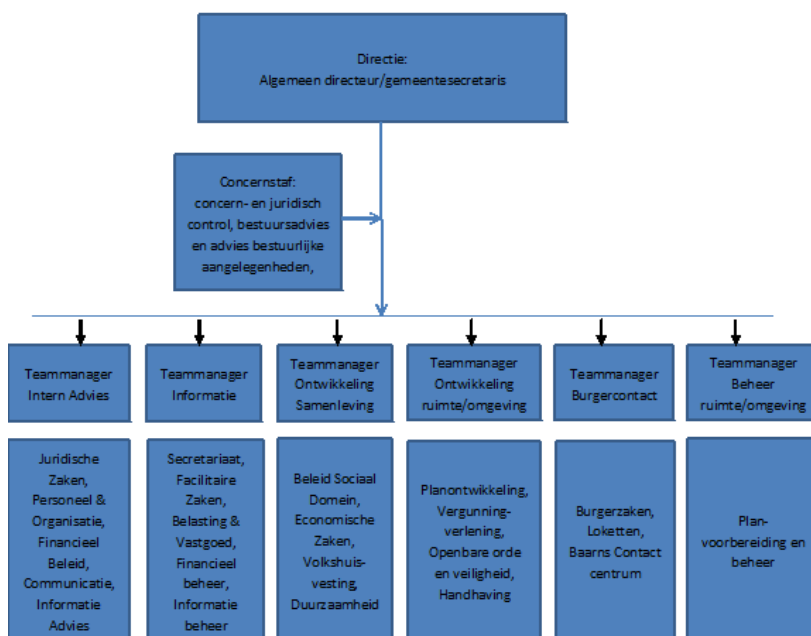 Directie:
Algemeen directeur/gemeentesecretaris
Concernstaf:
concern- en juridisch
control, bestuursadvies
en advies bestuurlijke
aangelegenheden,
Teammanager
Intern Advies
Teammanager
Informatie
Teammanager
Ontwikkeling
Samenleving
Teammanager
Ontwikkeling
ruimte/omgeving
Teammanager
Burgercontact
Teammanager
Beheer
ruimte/omgeving
Juridische
Zaken,
Personeel &
Organisatie,
Financieel
Beleid,
Communicatie,
Informatie
Advies
Secretariaat,
Facilitaire
Zaken,
Belasting &
Vastgoed,
Financieel
beheer,
Informatie
beheer
Beleid Sociaal
Domein,
Economische
Zaken,
Volkshuis-
vesting,
Duurzaamheid
Planontwikkeling,
Vergunning-
verlening,
Openbare orde
en veiligheid,
Handhaving
Burgerzaken,
Loketten,
Baarns Contact
centrum
Plan-
voorbereiding en
beheer